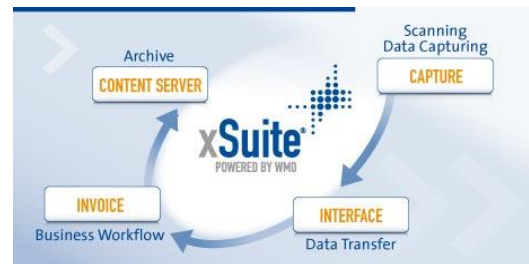 Scanning
Data Capturing
CAPTURE
Archive
CONTENT SERVER
xSuite®
POWERED BY WMD
INVOICE
Business Workflow
INTERFACE
Data Transfer